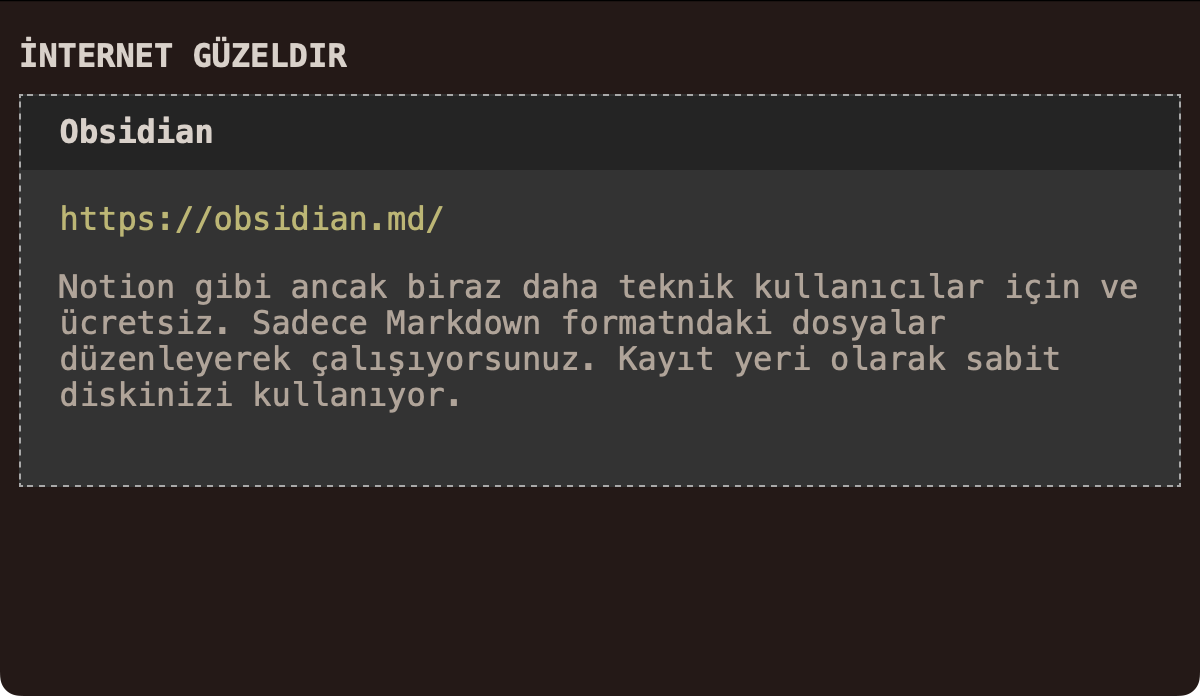 İNTERNET GÜZELDIR
Obsidian
https://obsidian.md/
Notion gibi ancak biraz daha teknik kullanıcılar için ve
ücretsiz. Sadece Markdown formatndaki dosyalar
düzenleyerek çalışıyorsunuz. Kayıt yeri olarak sabit
diskinizi kullanıyor.